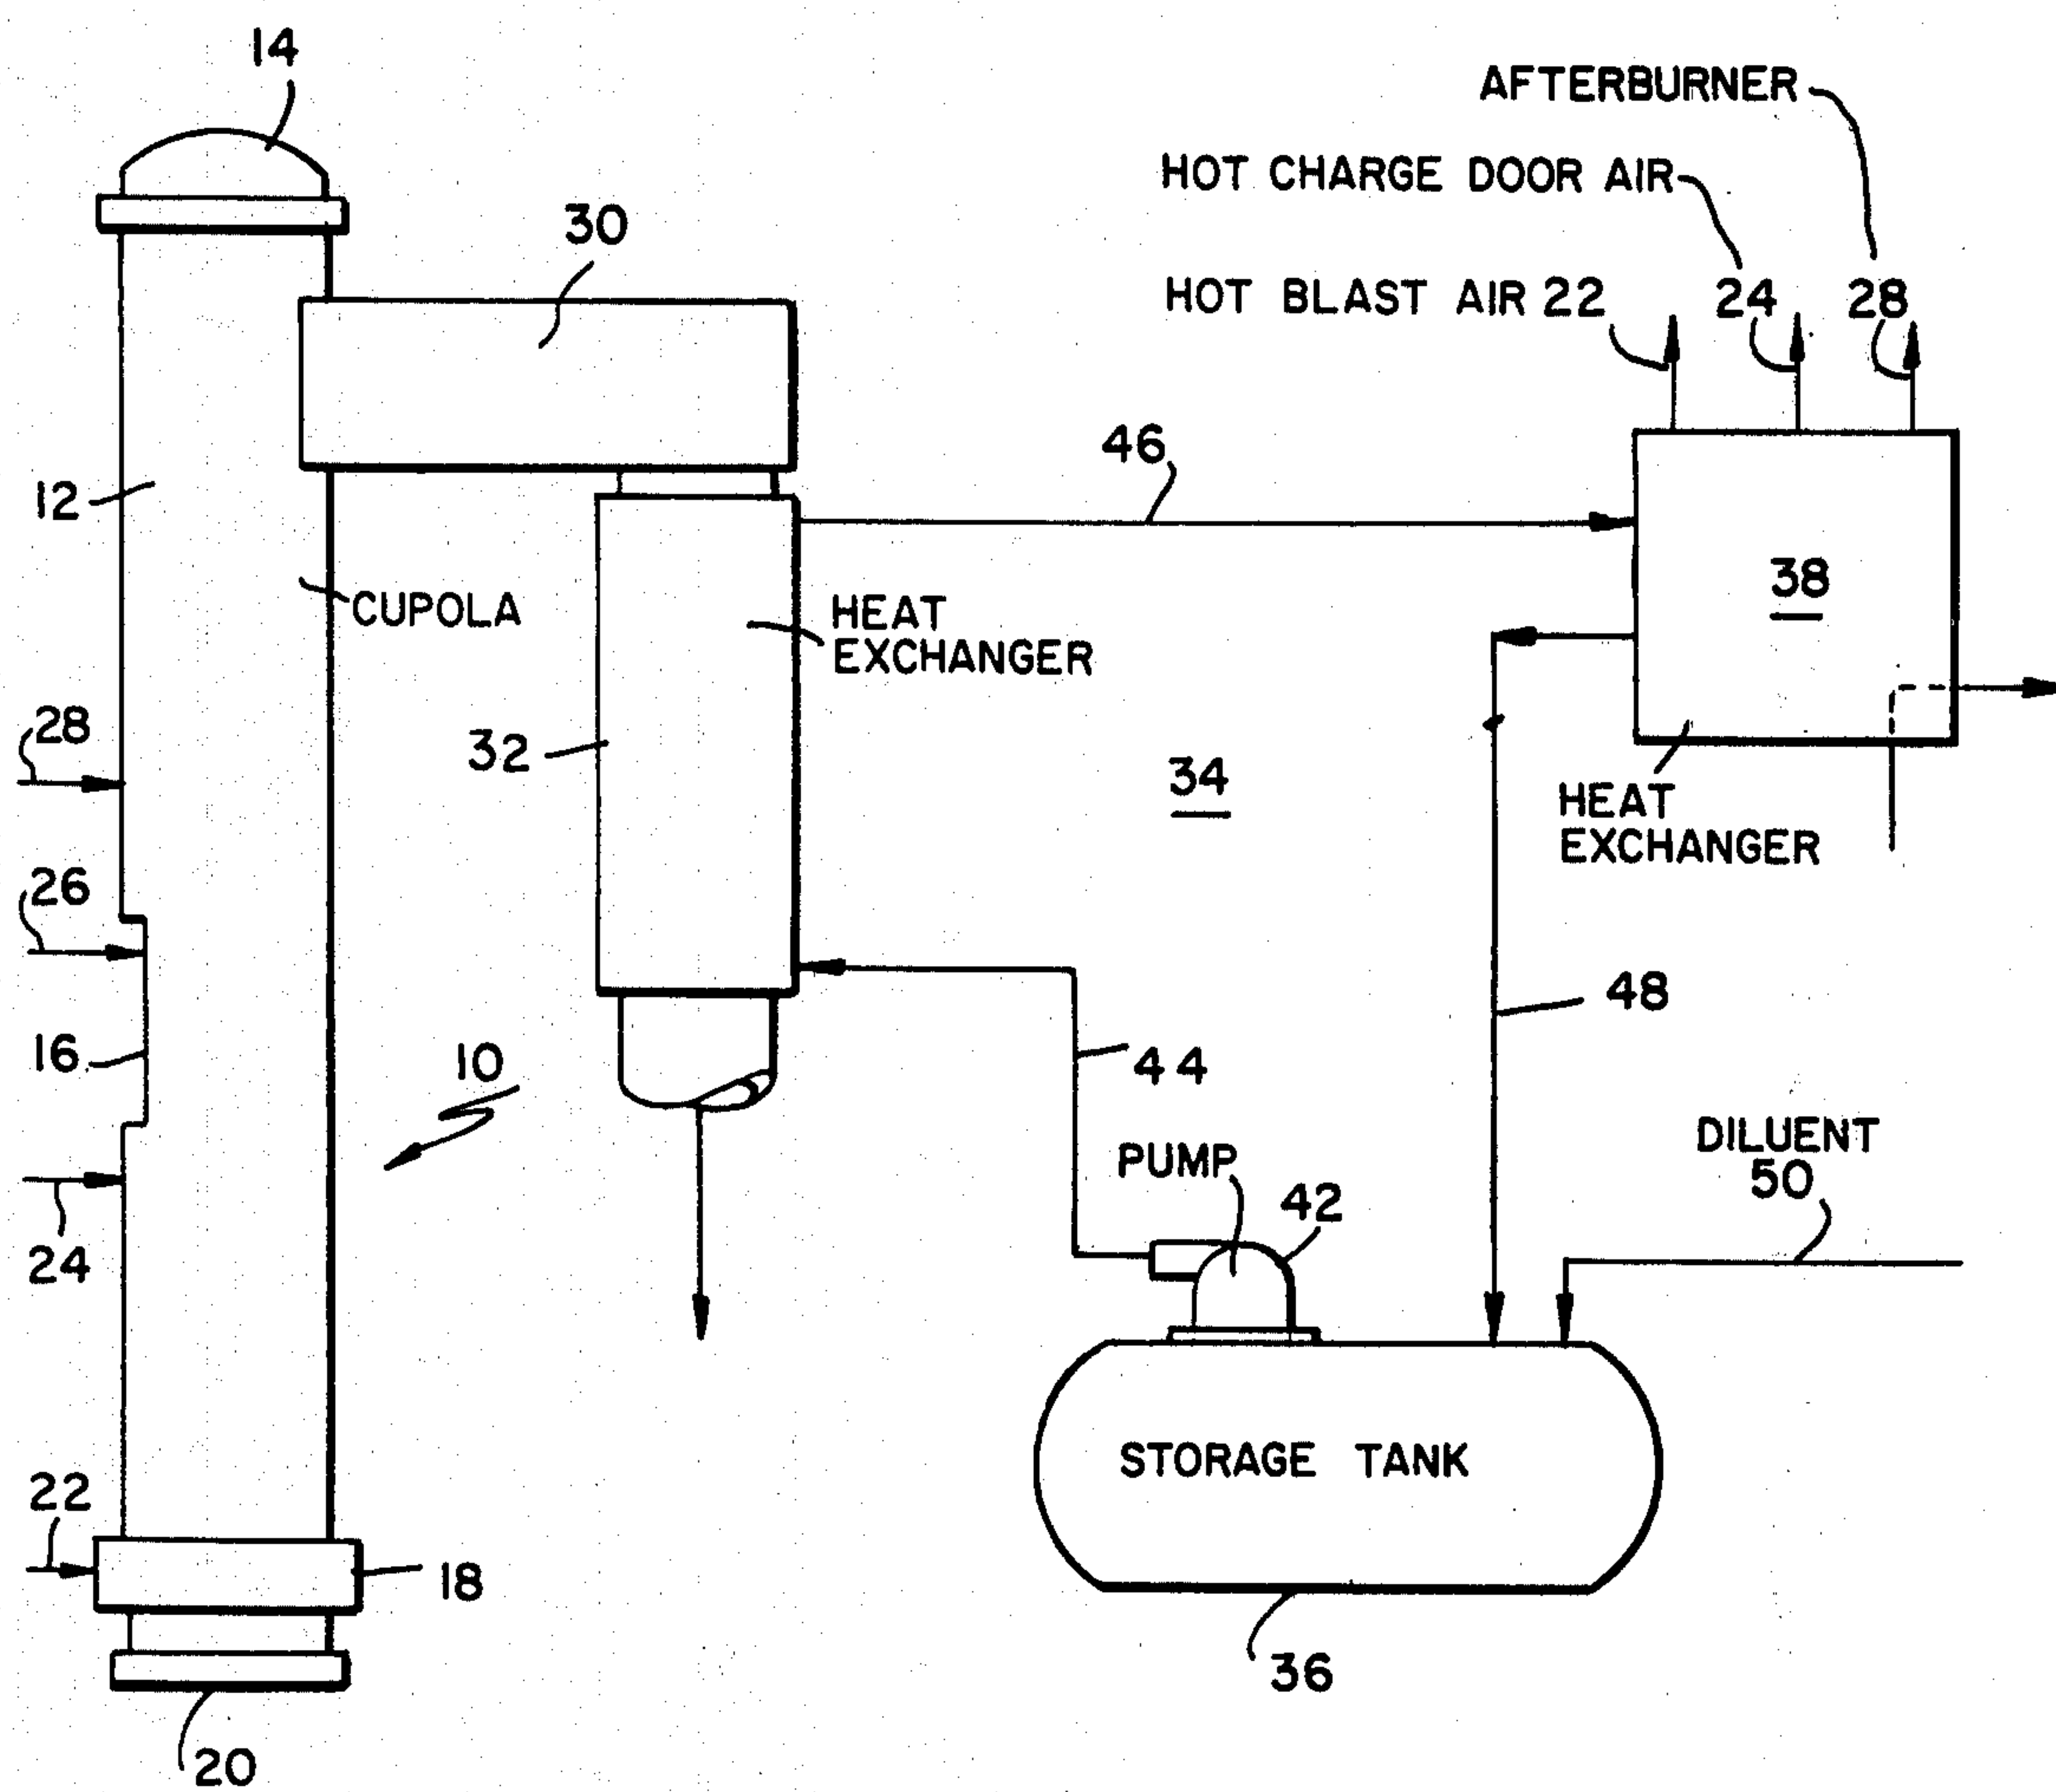 14
AFTERBURNER
HOT CHARGE DOOR AIR
30
HOT BLAST AIR 22 24 28
46
12
38
CUPOLA
HEAT
EXCHANGER
28
32
34
HEAT
EXCHANGER
26
48
16
10
44
DILUENT
50
PUMP
42
24
STORAGE TANK
22
18
36
20